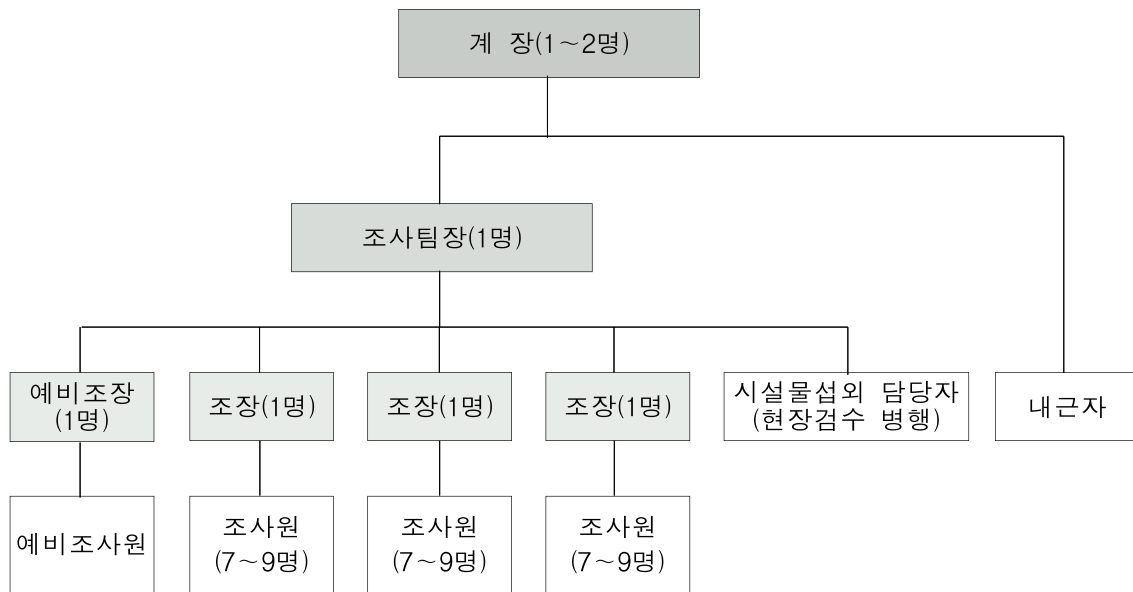 계 장(1～2명)
조사팀장(1명)
예비조장
(1명)
조장(1명)
조장(1명)
조장(1명)
시설물섭외 담당자
(현장검수 병행)
내근자
예비조사원
조사원
(7～9명)
조사원
(7～9명)
조사원
(7～9명)